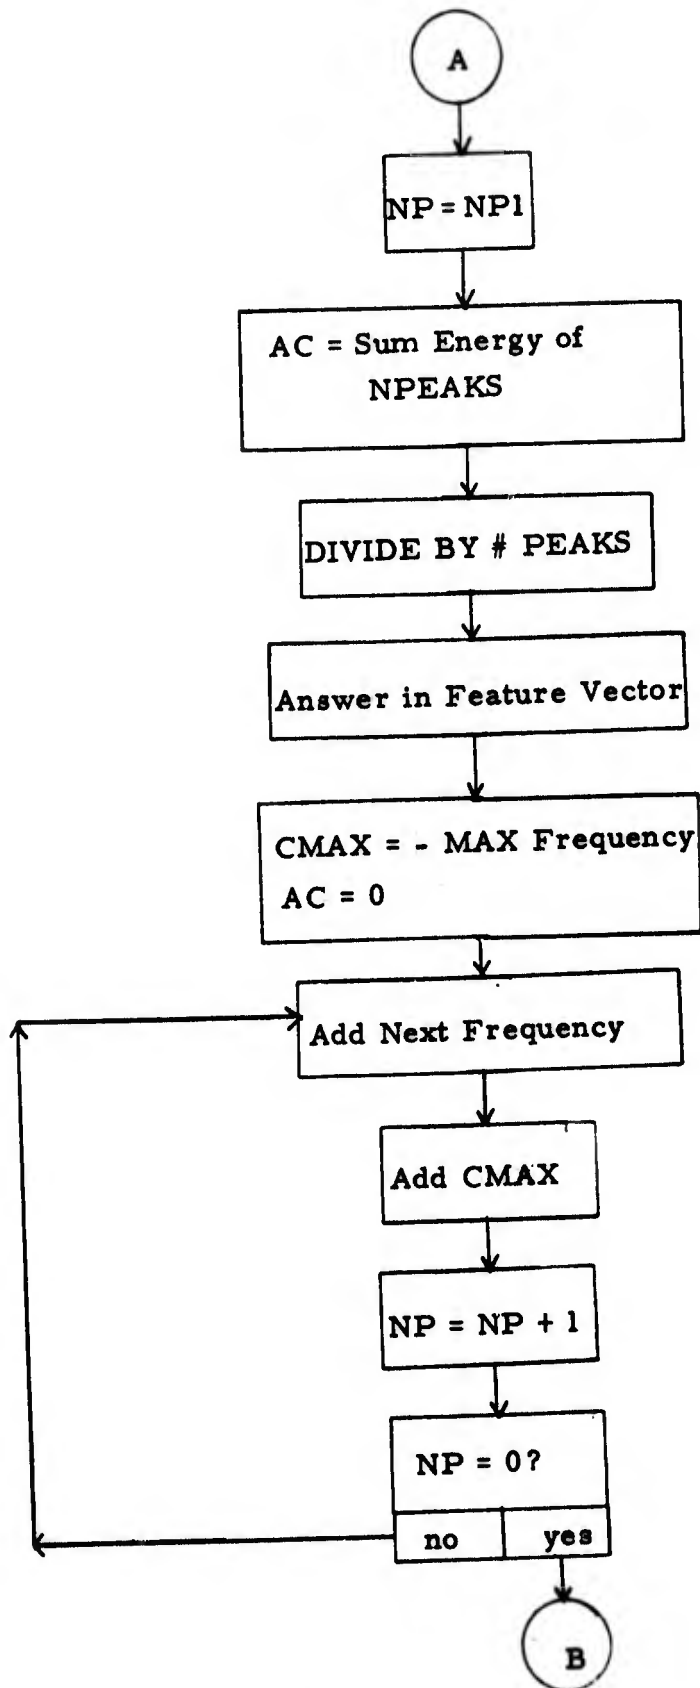 A
NP = NP1
AC = Sum Energy of
NPEAKS
DIVIDE BY # PEAKS
Answer in Feature Vector
CMAX = - MAX Frequency
AC = 0
Add Next Frequency
Add CMAX
NP = NP + 1
NP = 0?
no yes
B